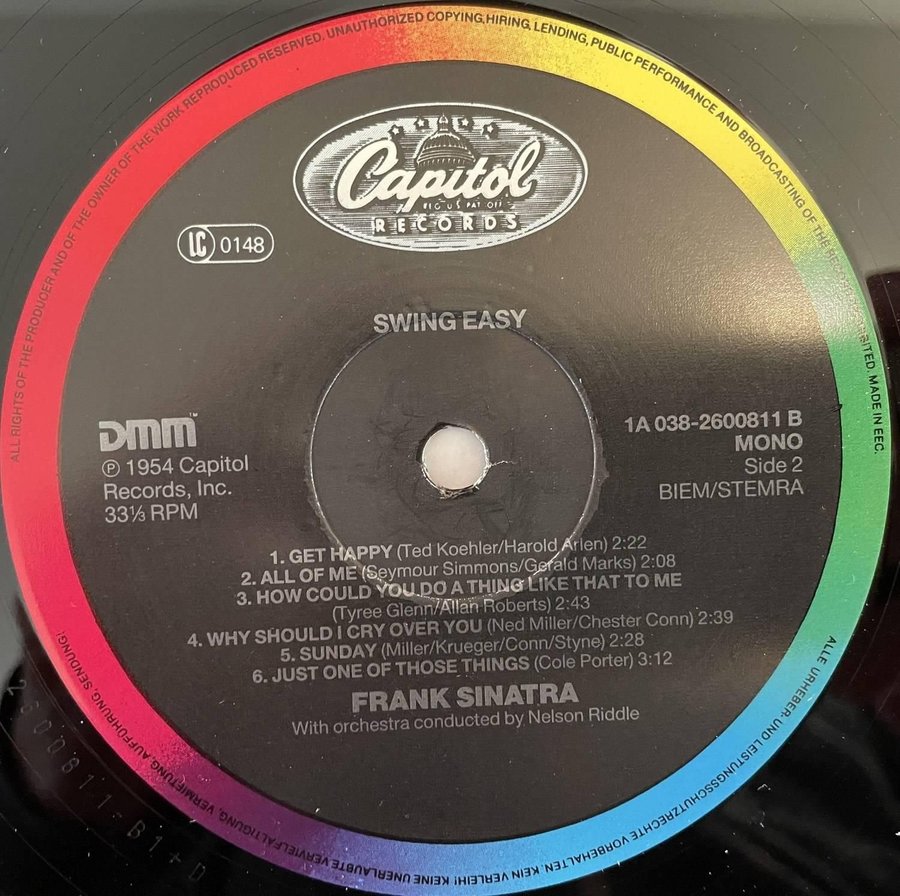 ALL RIGHTS OF THE PRODUCER AND OF THE OWNER OF THE WORK REPRODUCED RESERVED. UNAUTHORIZED COPYING, HIRING, LENDING, PUBLIC PERFORMANCE AND BROADCASTING OF THE RECORD PROHIBITED. MADE IN EEC.
Capitol
REG. U.S. PAT. OFF.
RECORDS
LC 0148
SWING EASY
DMM™
℗ 1954 Capitol
Records, Inc.
33⅓ RPM
1A 038-2600811 B
MONO
Side 2
BIEM/STEMRA
1. GET HAPPY (Ted Koehler/Harold Arlen) 2:22
2. ALL OF ME (Seymour Simmons/Gerald Marks) 2:08
3. HOW COULD YOU DO A THING LIKE THAT TO ME
(Tyree Glenn/Allan Roberts) 2:43
4. WHY SHOULD I CRY OVER YOU (Ned Miller/Chester Conn) 2:39
5. SUNDAY (Miller/Krueger/Conn/Styne) 2:28
6. JUST ONE OF THOSE THINGS (Cole Porter) 3:12
FRANK SINATRA
With orchestra conducted by Nelson Riddle
ALLE URHEBER- UND LEISTUNGSSCHUTZRECHTE VORBEHALTEN. KEIN VERLEIH! KEINE UNERLAUBTE VERVIELFÄLTIGUNG, VERMIETUNG, AUFFÜHRUNG, SENDUNG!
2600811-B1+D